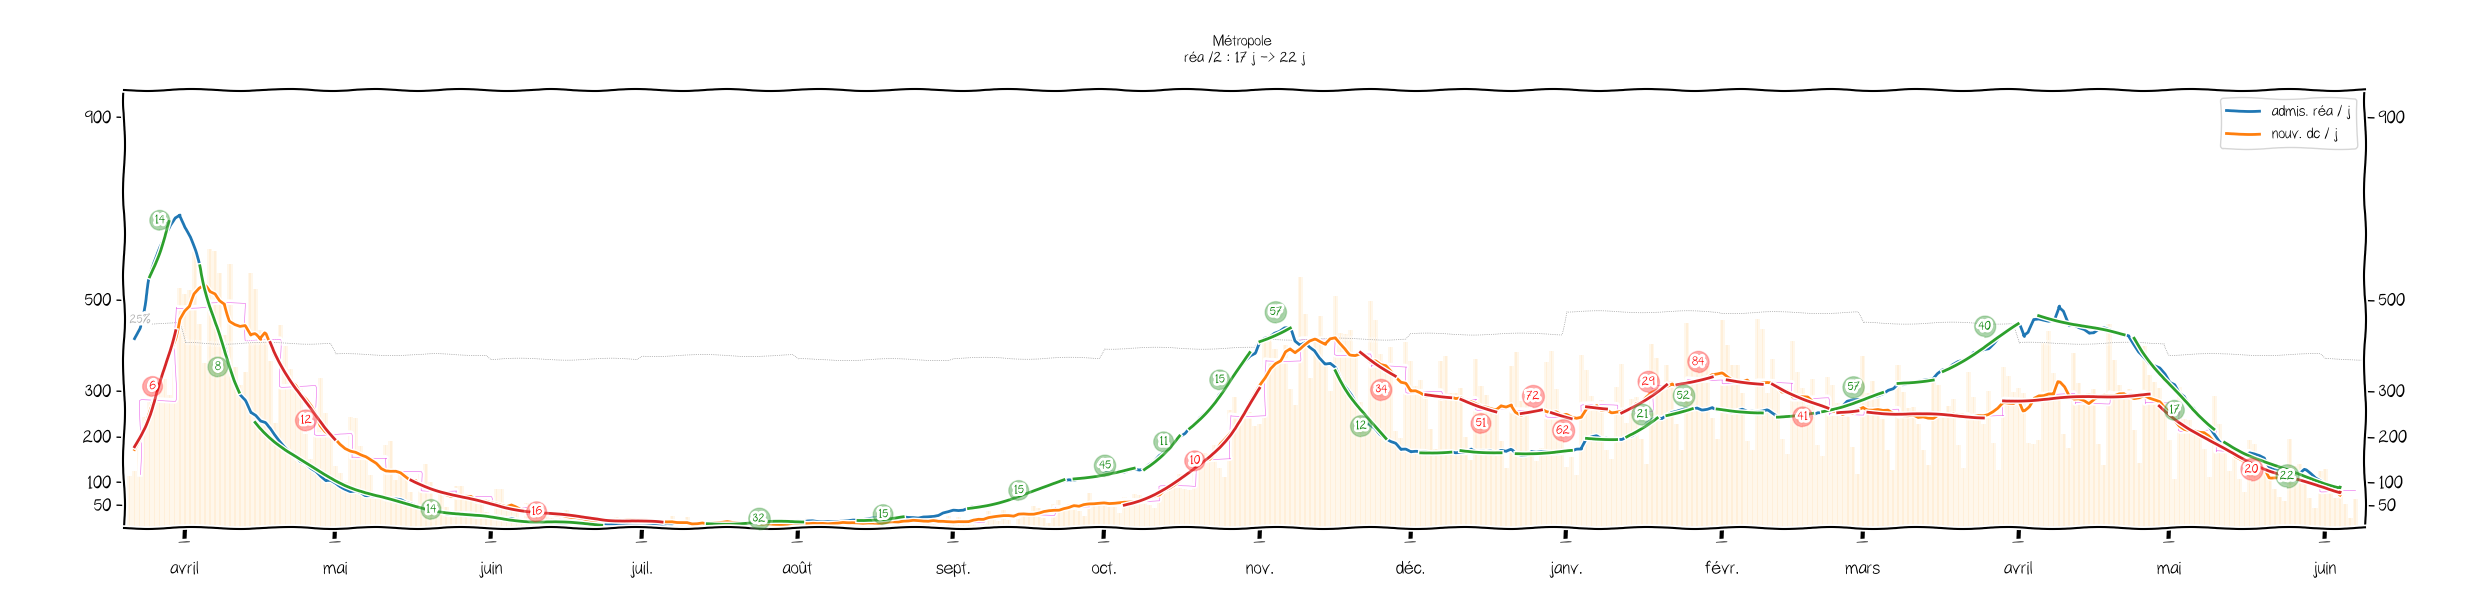 Métropole
réa /2 : 17 j -> 22 j
admis. réa / j
nouv. dc / j
900
500
300
200
100
50
900
500
300
200
100
50
25%
14
6
8
12
14
16
32
15
15
45
11
10
15
57
12
34
51
72
62
21
29
52
84
41
57
40
17
20
22
avril
mai
juin
juil.
août
sept.
oct.
nov.
déc.
janv.
févr.
mars
avril
mai
juin